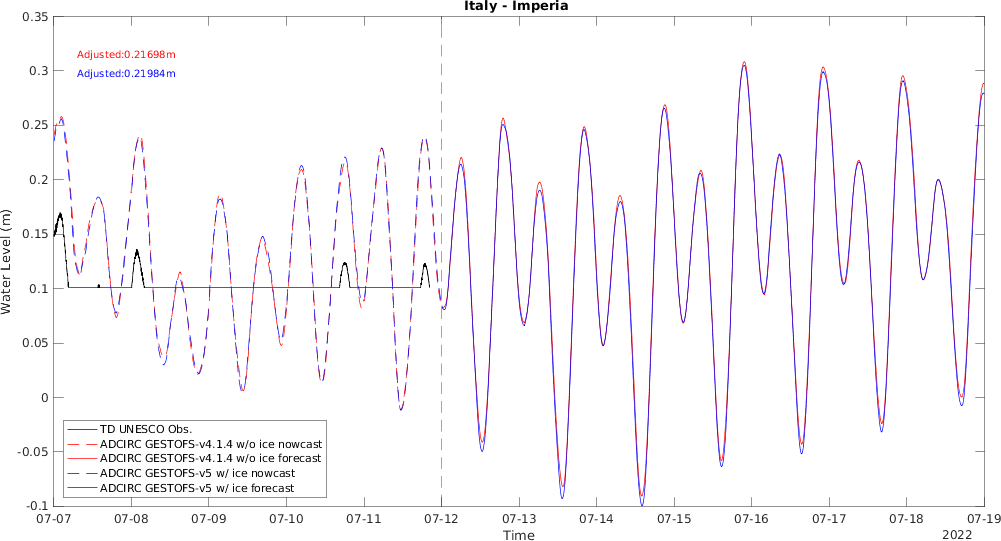 Italy - Imperia
Adjusted:0.21698m
Adjusted:0.21984m
0.35
0.3
0.25
0.2
0.15
0.1
0.05
0
-0.05
-0.1
Water Level (m)
TD UNESCO Obs.
ADCIRC GESTOFS-v4.1.4 w/o ice nowcast
ADCIRC GESTOFS-v4.1.4 w/o ice forecast
ADCIRC GESTOFS-v5 w/ ice nowcast
ADCIRC GESTOFS-v5 w/ ice forecast
07-07 07-08 07-09 07-10 07-11 07-12 07-13 07-14 07-15 07-16 07-17 07-18 07-19
Time
2022